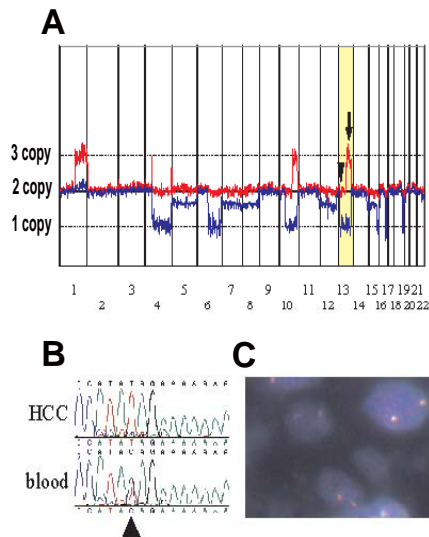 A
3 copy
2 copy
1 copy
1 3 4 5 7 9 11 13 15 17 19 21
2 6 8 10 12 14 16 18 20 22
B
C
HCC
T C A T A T A G A A A A A A A
blood
T C A T A C A G A A A A A A A